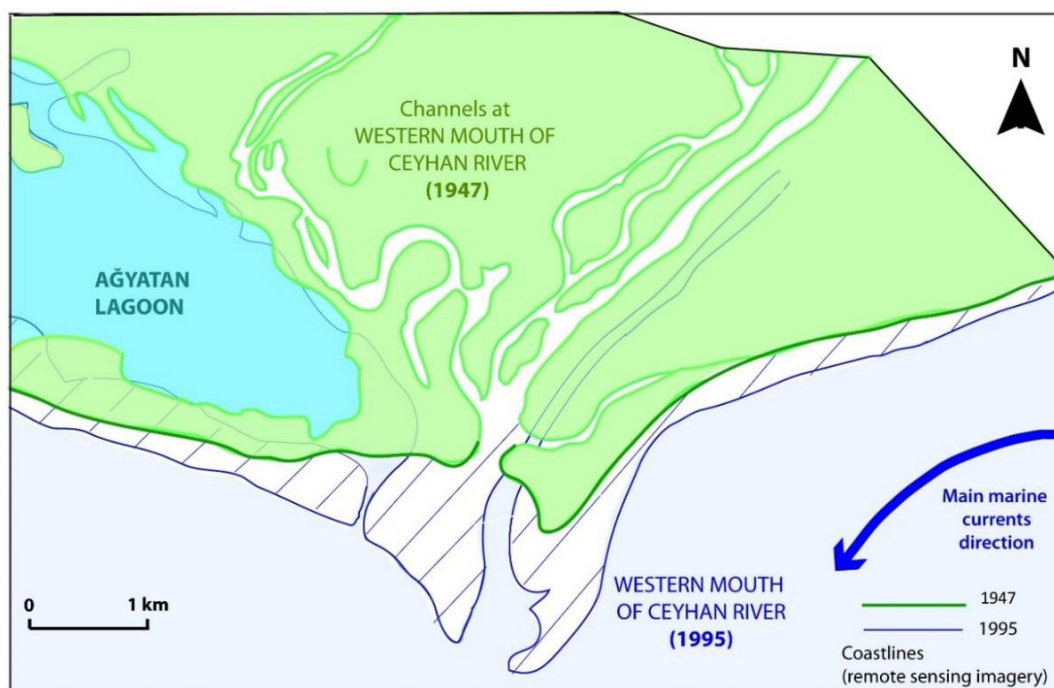 Channels at
WESTERN MOUTH OF
CEYHAN RIVER
(1947)
N
AĞYATAN
LAGOON
Main marine
currents
direction
WESTERN MOUTH
OF CEYHAN RIVER
(1995)
0 1 km
1947
1995
Coastlines
(remote sensing imagery)